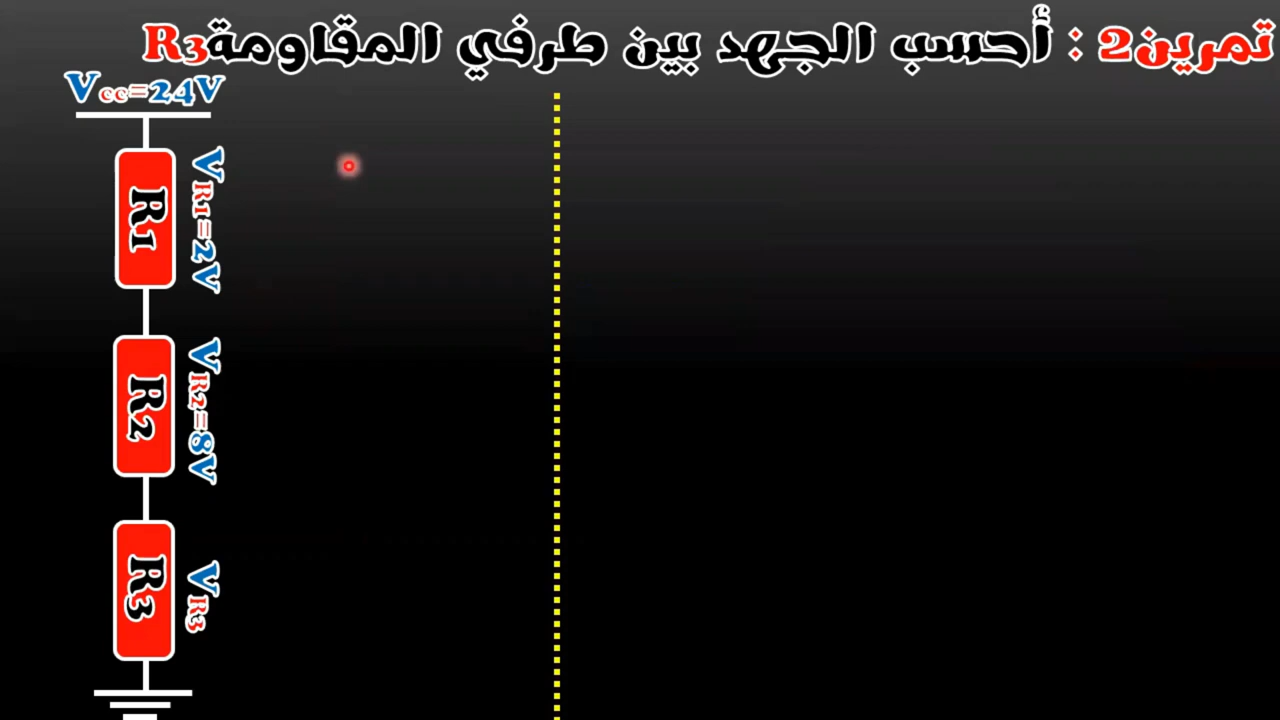 تمرين2 : أحسب الجهد بين طرفي المقاومةR3
Vcc=24V
R1
VR1=2V
R2
VR2=8V
R3
VR3